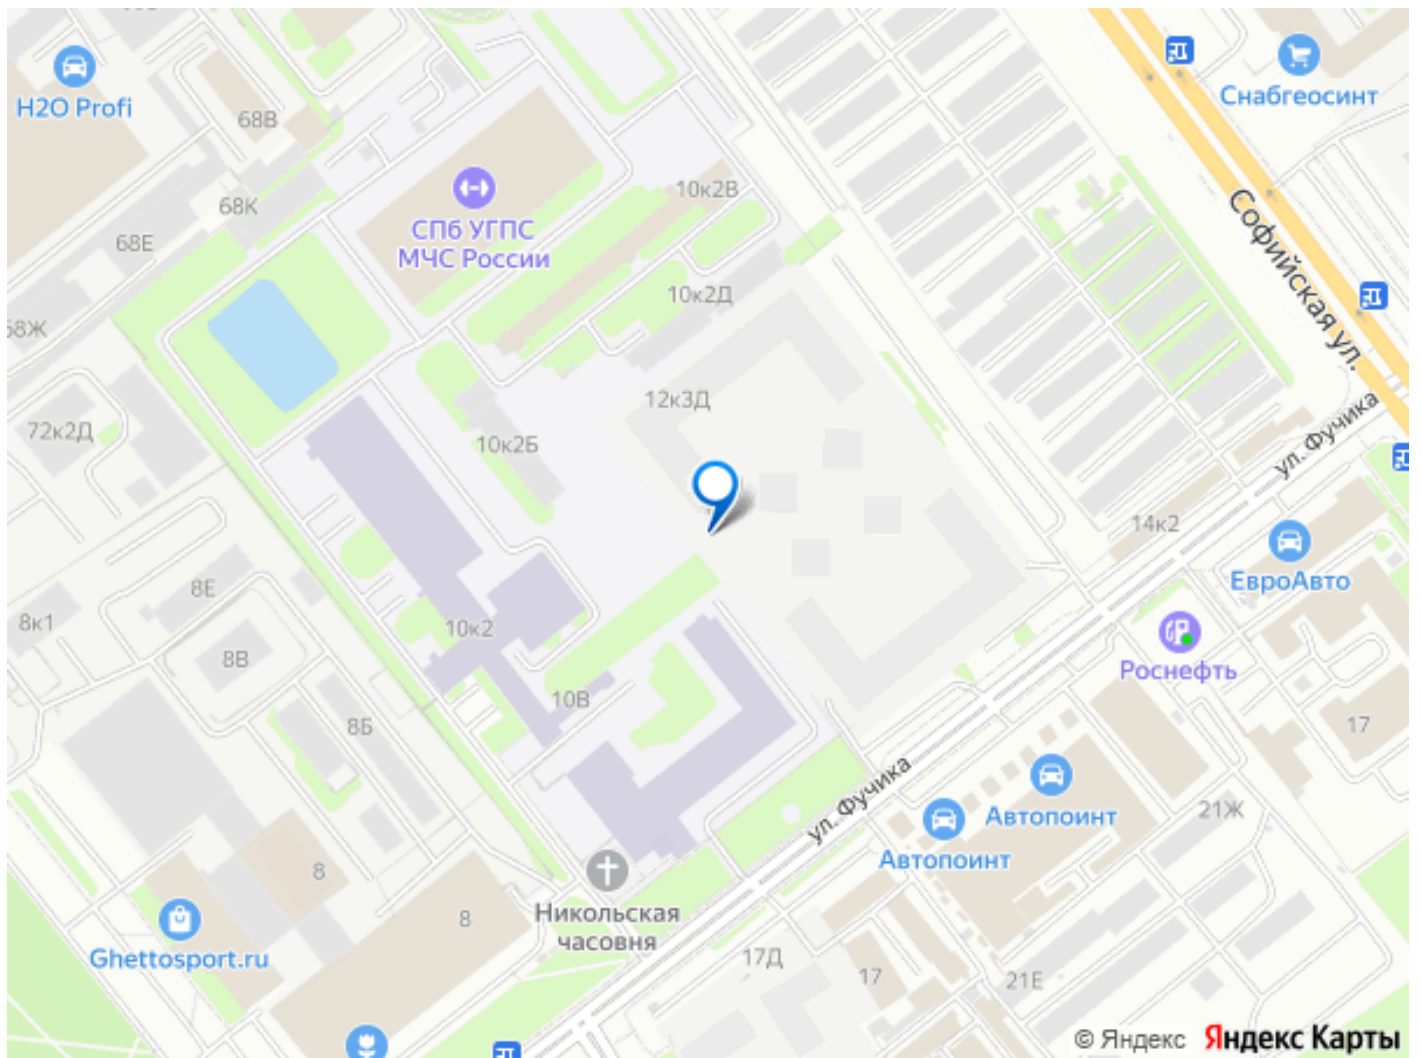 H2O Profi
68В
68К
68Е
68Ж
СПб УГПС
МЧС России
10к2В
10к2Д
Снабгеосинт
Софийская ул.
12к3Д
10к2Б
72к2Д
ул. Фучика
14к2
ЕвроАвто
Роснефть
8Е
8к1
8В
10к2
10В
8Б
17
ул. Фучика
Автопоинт
Автопоинт
21Ж
8
8
Никольская
часовня
Ghettosport.ru
17Д
17
21Е
© Яндекс Яндекс Карты